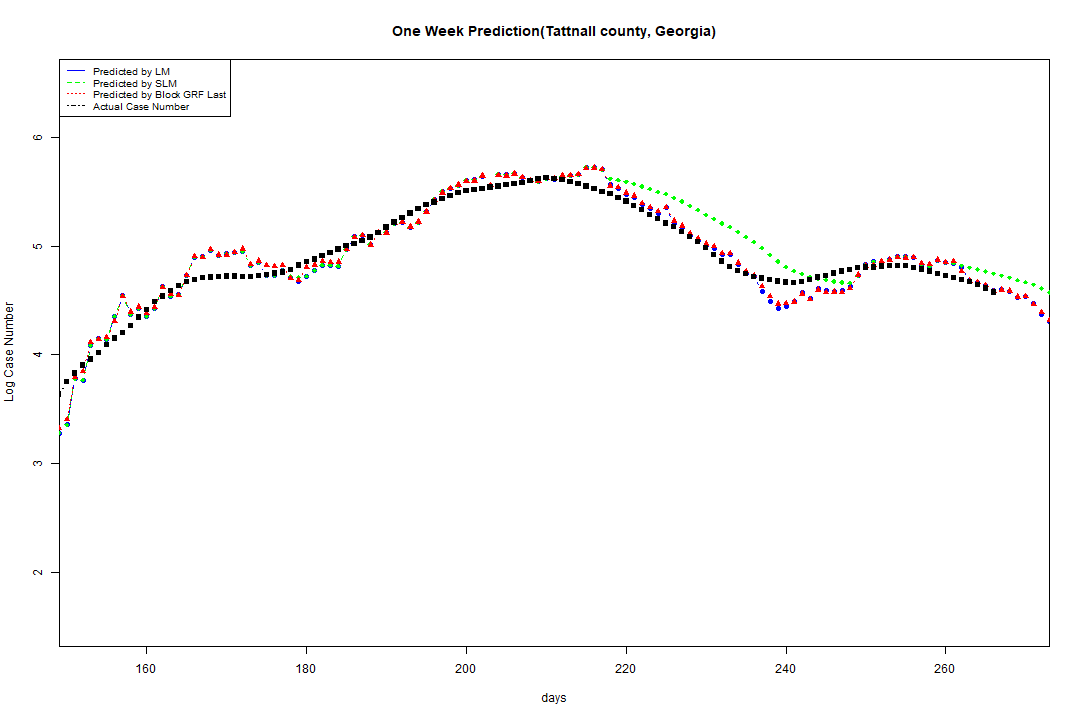 One Week Prediction(Tattnall county, Georgia)
Predicted by LM
Predicted by SLM
Predicted by Block GRF Last
Actual Case Number
6
5
4
3
2
Log Case Number
160 180 200 220 240 260
days